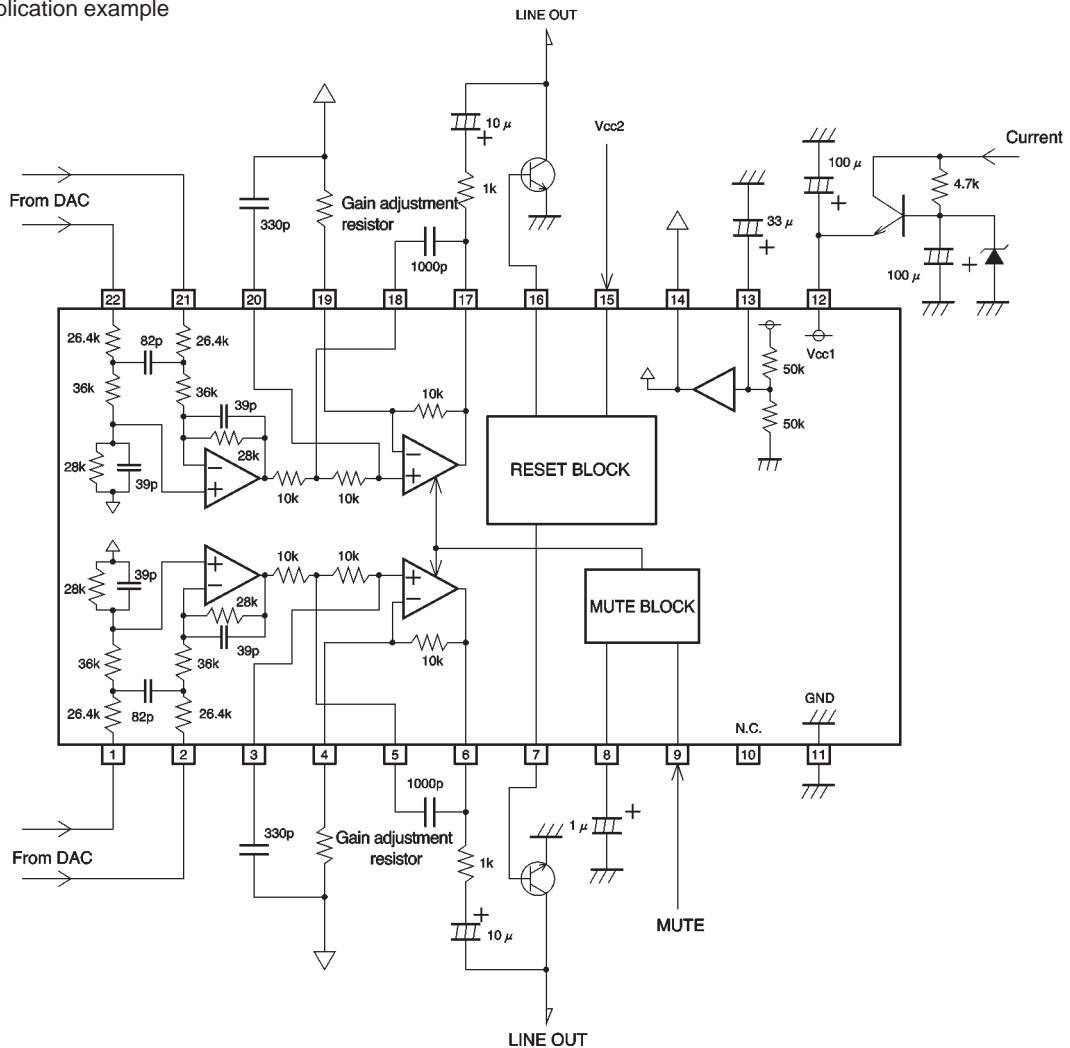 plication example
LINE OUT
10 μ
+
Vcc2
100 μ
+
Current
4.7k
From DAC
330p
Gain adjustment
resistor
1k
1000p
33 μ
+
100 μ
+
22
21
20
19
18
17
16
15
14
13
12
26.4k
82p
26.4k
Vcc1
50k
36k
36k
39p
10k
50k
28k
39p
28k
10k
10k
−
+
−
+
RESET BLOCK
28k
39p
10k
10k
+
−
+
−
MUTE BLOCK
28k
39p
36k
36k
10k
26.4k
82p
26.4k
GND
N.C.
1
2
3
4
5
6
7
8
9
10
11
1000p
330p
Gain adjustment
resistor
1k
1 μ
+
From DAC
+
10 μ
MUTE
LINE OUT